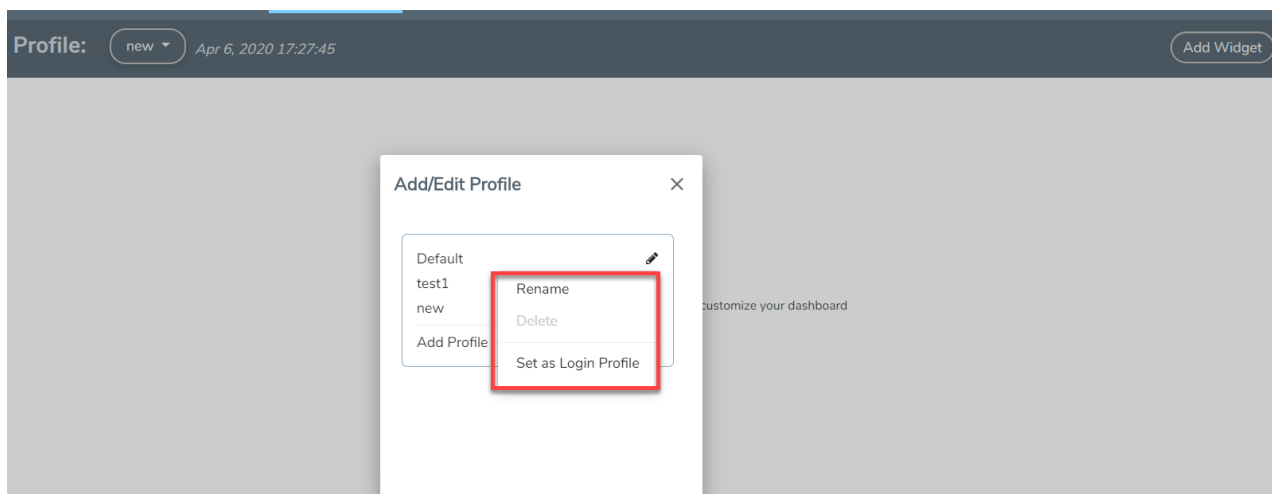 Profile:
new
Apr 6, 2020 17:27:45
Add Widget
Add/Edit Profile
Default
test1
new
Add Profile
Rename
Delete
Set as Login Profile
customize your dashboard